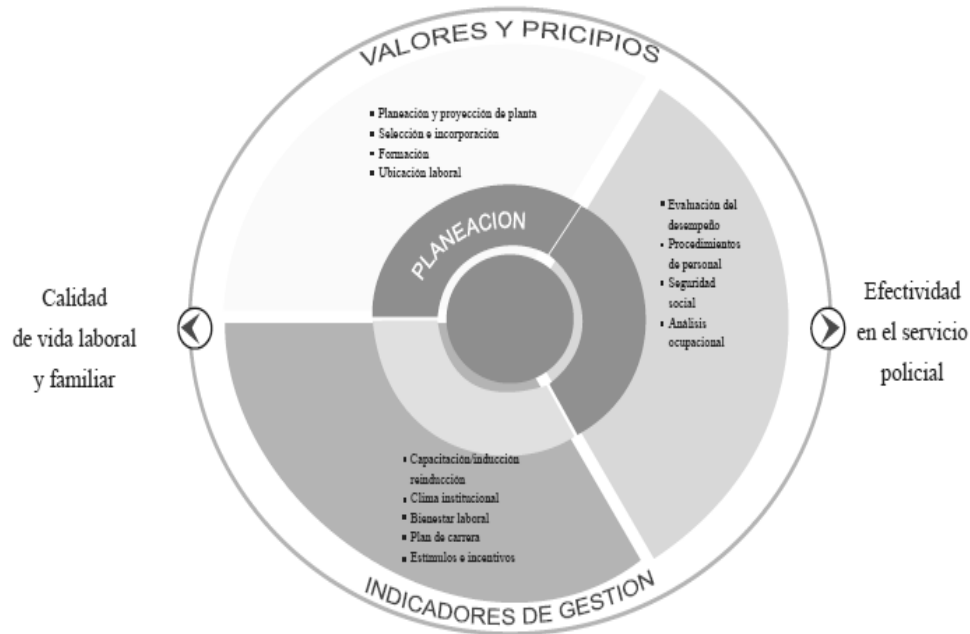 VALORES Y PRICIPIOS
▪ Planeación y proyección de planta
▪ Selección e incorporación
▪ Formación
▪ Ubicación laboral
PLANEACION
▪ Evaluación del
desempeño
▪ Procedimientos
de personal
▪ Seguridad
social
▪ Análisis
ocupacional
Calidad
de vida laboral
y familiar
Efectividad
en el servicio
policial
▪ Capacitación/inducción
reinducción
▪ Clima institucional
▪ Bienestar laboral
▪ Plan de carrera
▪ Estímulos e incentivos
INDICADORES DE GESTION